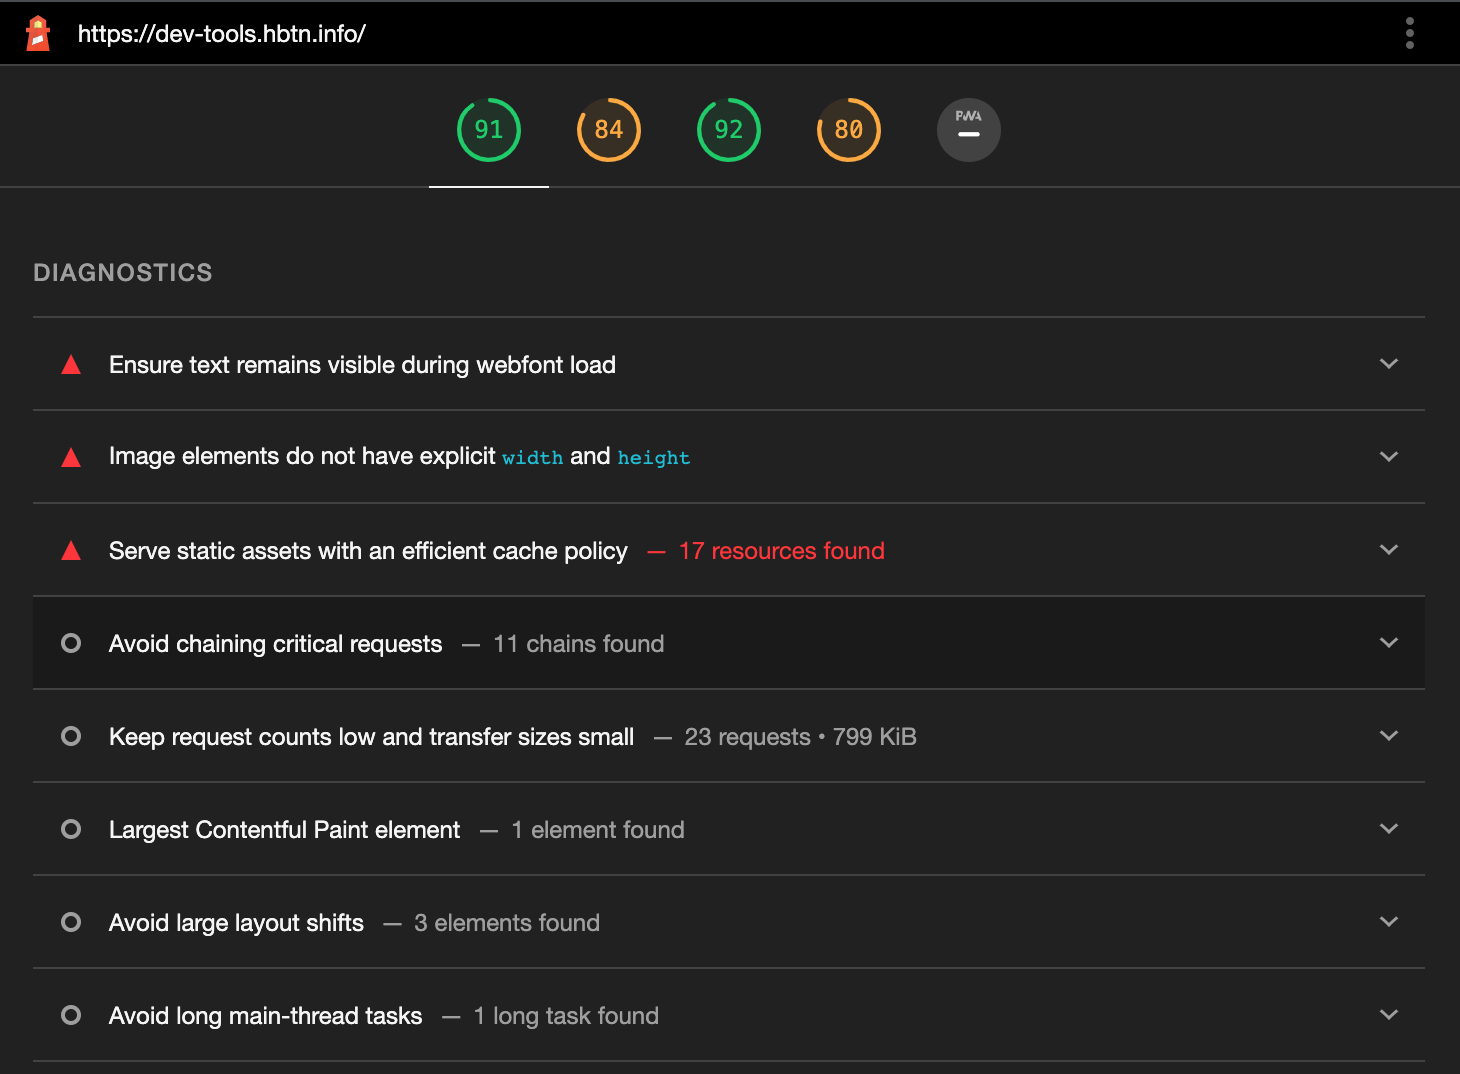 https://dev-tools.hbtn.info/
91 84 92 80 PWA
DIAGNOSTICS
Ensure text remains visible during webfont load
Image elements do not have explicit width and height
Serve static assets with an efficient cache policy — 17 resources found
Avoid chaining critical requests — 11 chains found
Keep request counts low and transfer sizes small — 23 requests • 799 KiB
Largest Contentful Paint element — 1 element found
Avoid large layout shifts — 3 elements found
Avoid long main-thread tasks — 1 long task found